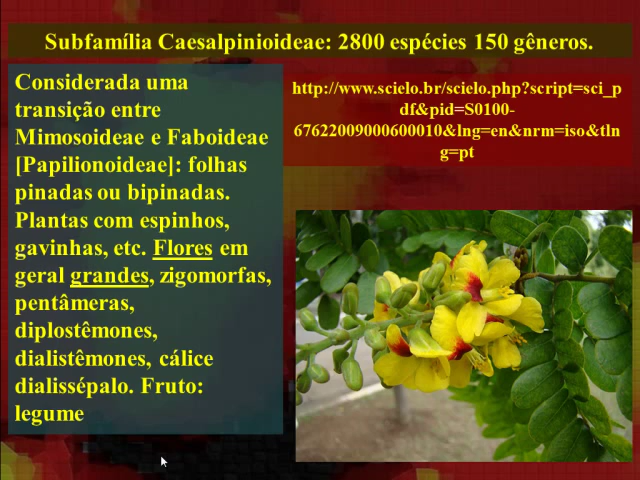 Subfamília Caesalpinioideae: 2800 espécies 150 gêneros.
Considerada uma
transição entre
Mimosoideae e Faboideae
[Papilionoideae]: folhas
pinadas ou bipinadas.
Plantas com espinhos,
gavinhas, etc. Flores em
geral grandes, zigomorfas,
pentâmeras,
diplostêmones,
dialistêmones, cálice
dialissépalo. Fruto:
legume
http://www.scielo.br/scielo.php?script=sci_p
df&pid=S0100-
67622009000600010&lng=en&nrm=iso&tln
g=pt